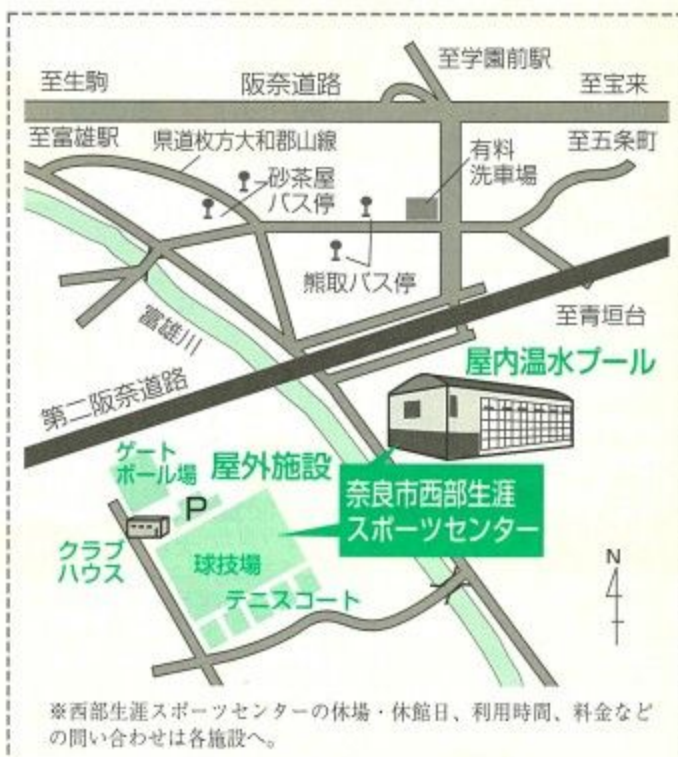 至学園前駅
至生駒
阪奈道路
至宝来
至富雄駅
県道枚方大和郡山線
有料
洗車場
至五条町
砂茶屋
バス停
熊取バス停
至青垣台
富雄川
屋内温水プール
第二阪奈道路
ゲート
ボール場
屋外施設
P
奈良市西部生涯
スポーツセンター
クラブ
ハウス
球技場
テニスコート
N
※西部生涯スポーツセンターの休場・休館日、利用時間、料金など
の問い合わせは各施設へ。